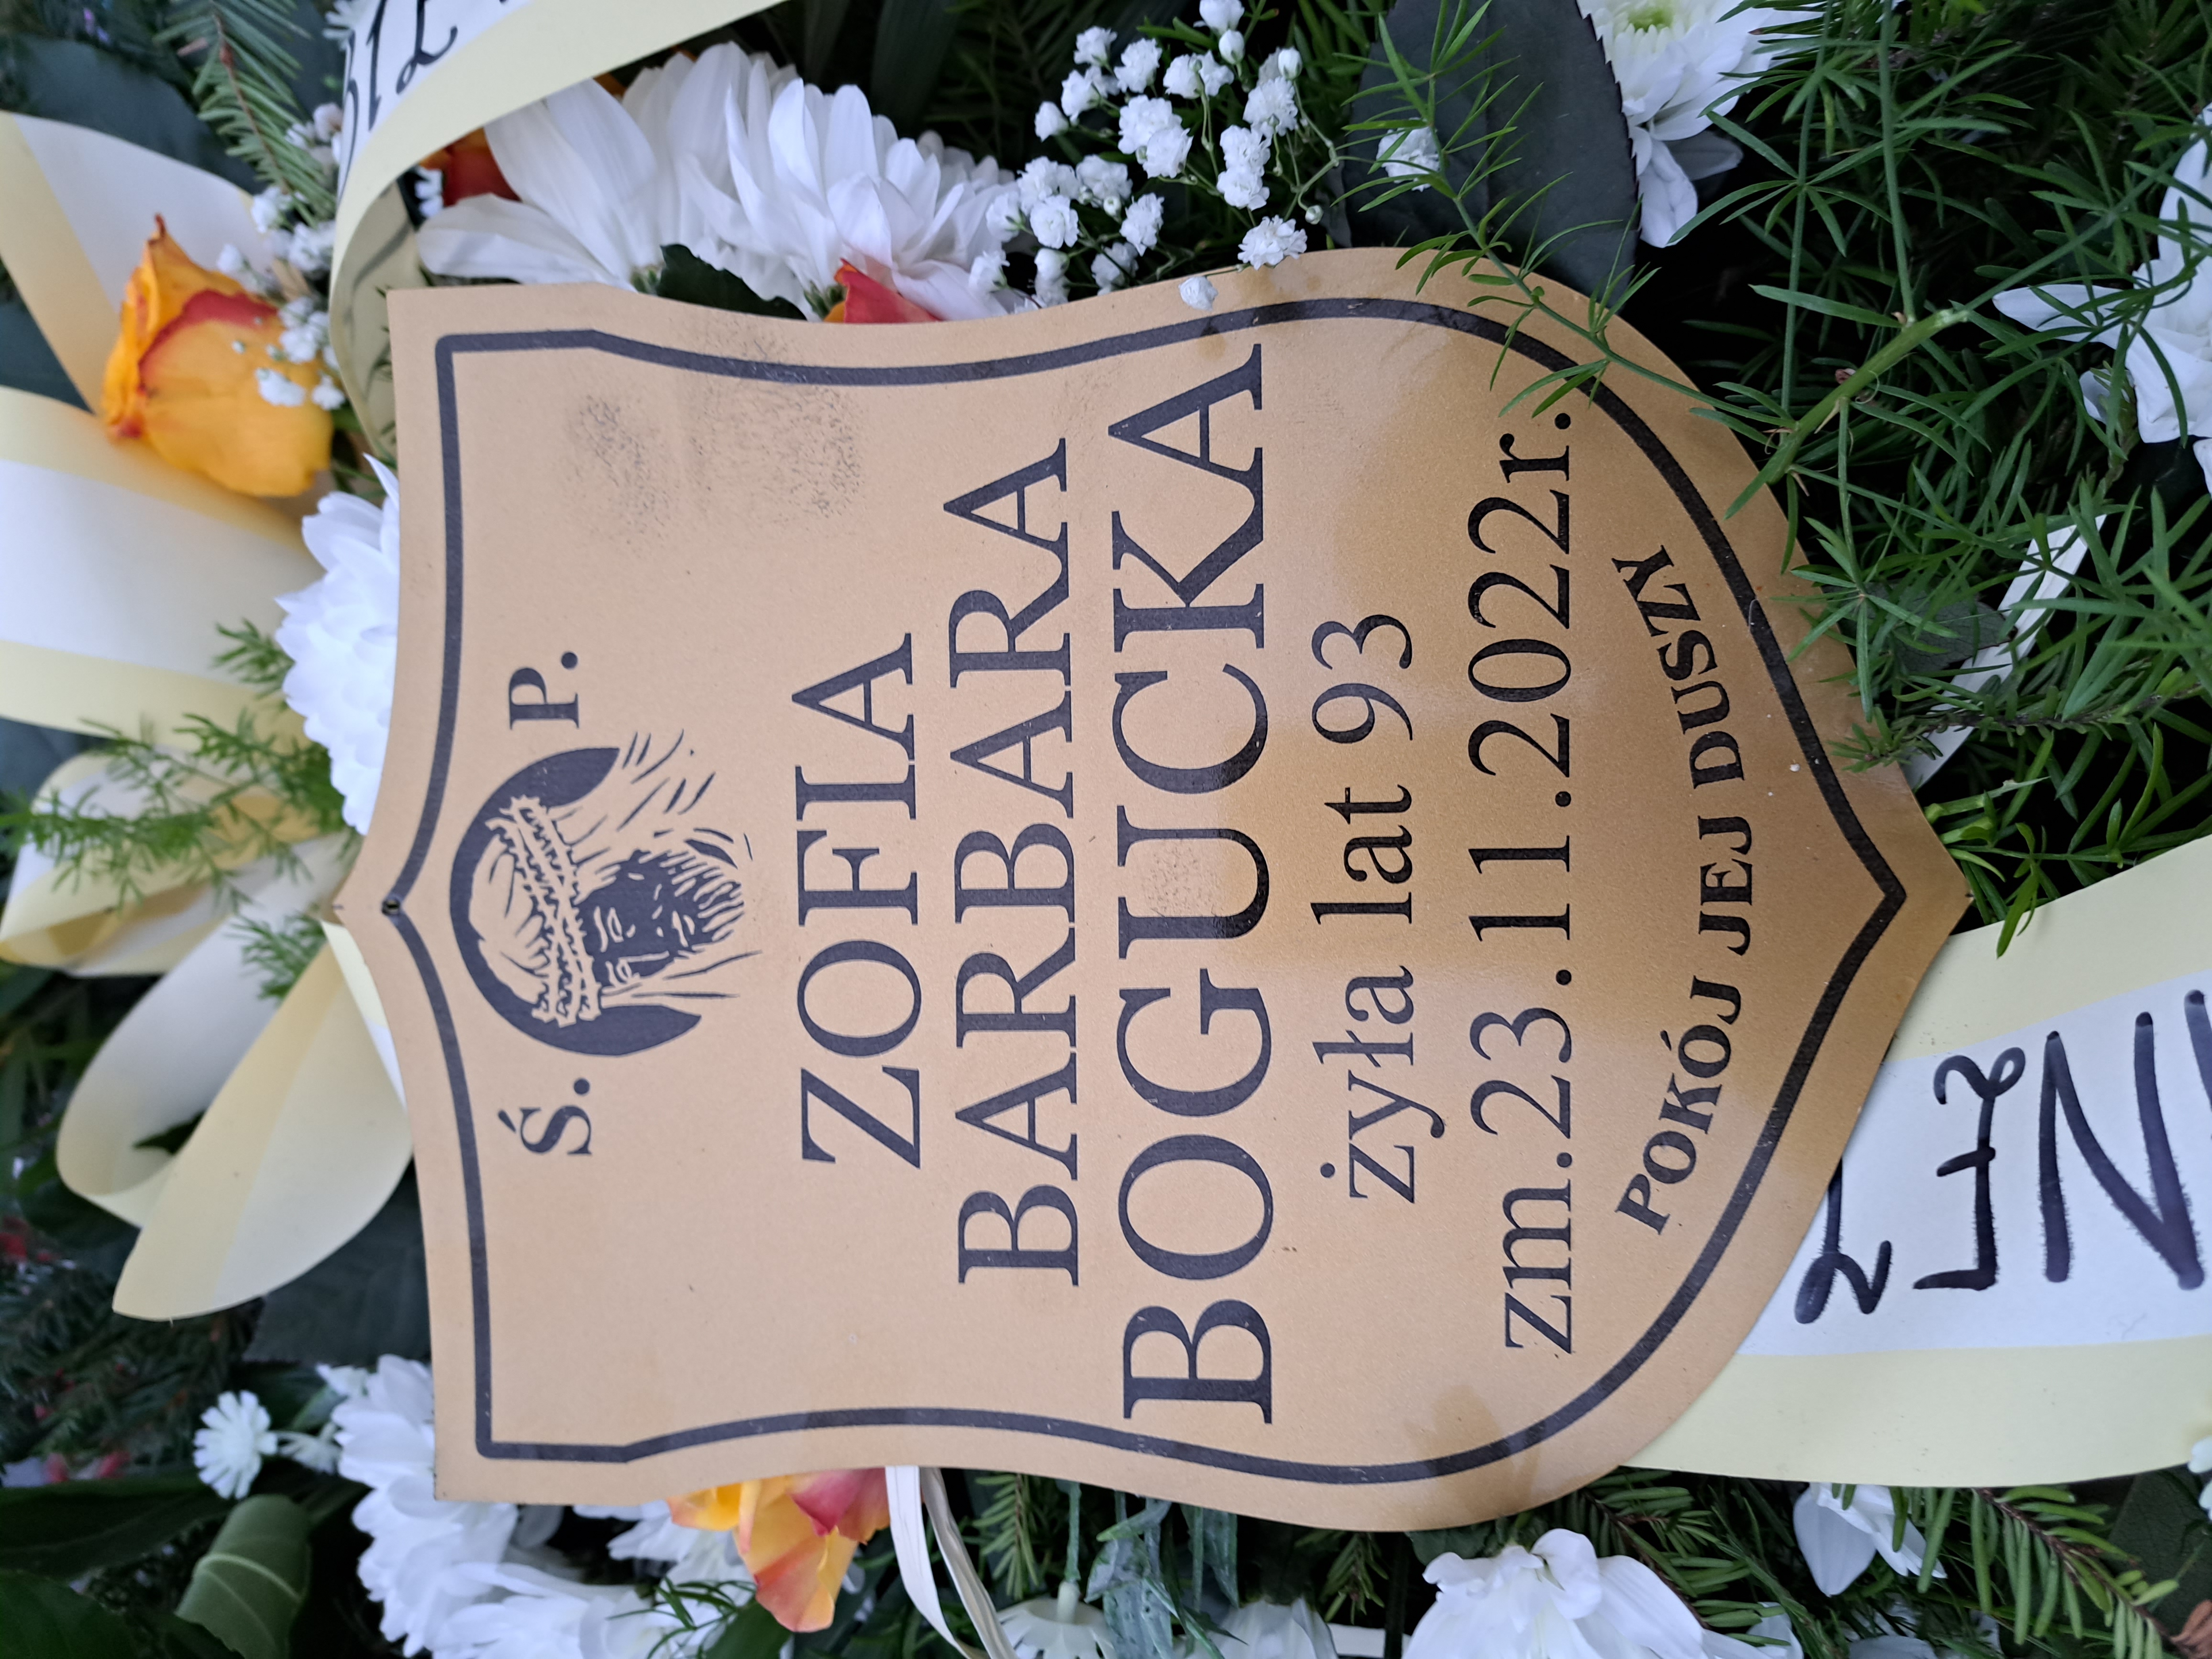 Ś. P.
ZOFIA
BARBARA
BOGUCKA
żyła lat 93
zm.23.11.2022r.
POKÓJ JEJ DUSZY